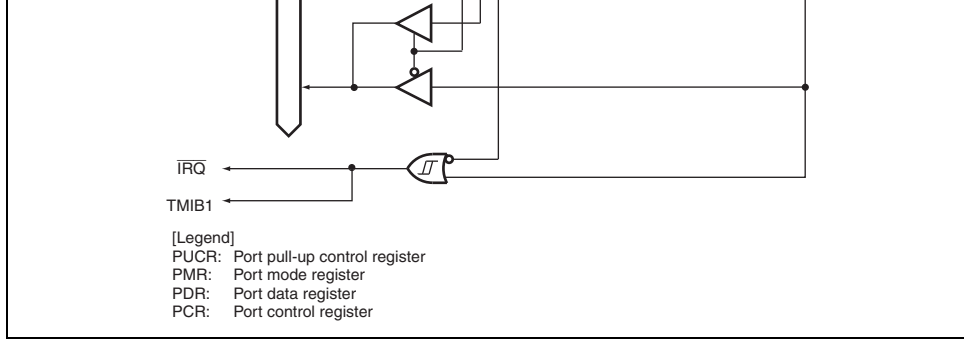 IRQ
TMIB1
[Legend]
PUCR: Port pull-up control register
PMR: Port mode register
PDR: Port data register
PCR: Port control register